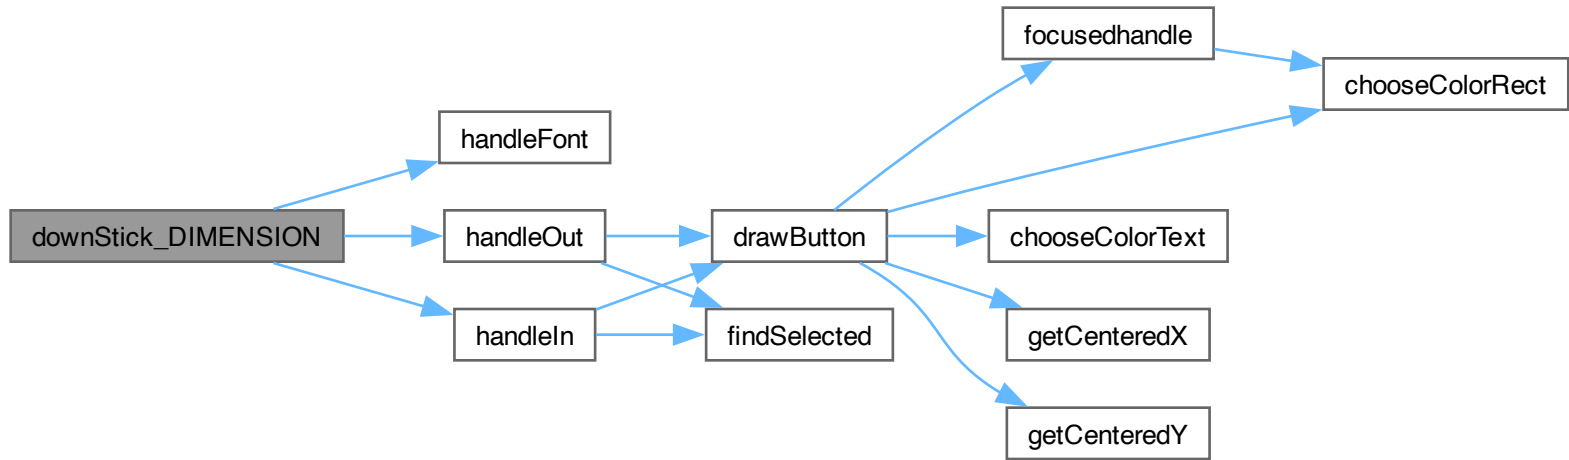 focusedhandle
chooseColorRect
handleFont
downStick_DIMENSION
handleOut
drawButton
chooseColorText
handleIn
findSelected
getCenteredX
getCenteredY